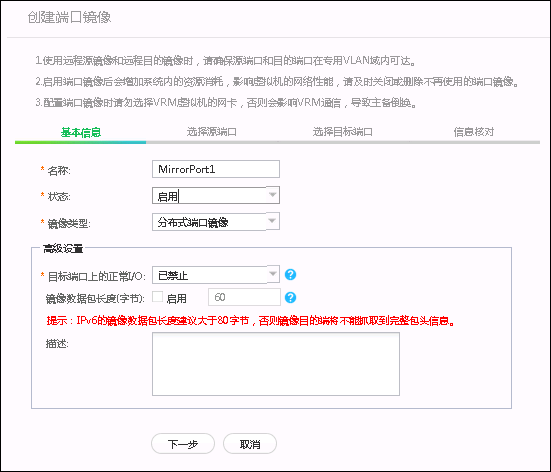 创建端口镜像
1.使用远程源镜像和远程目的镜像时，请确保源端口和目的端口在专用VLAN域内可达。
2.启用端口镜像后会增加系统内的资源消耗，影响虚拟机的网络性能，请及时关闭或删除不再使用的端口镜像。
3.配置端口镜像时请勿选择VRM虚拟机的网卡，否则会影响VRM通信，导致主备倒换。
基本信息 选择源端口 选择目标端口 信息核对
* 名称: MirrorPort1
* 状态: 启用
* 镜像类型: 分布式端口镜像
高级设置
* 目标端口上的正常I/O: 已禁止 ?
镜像数据包长度(字节): 启用 60 ?
提示：IPv6的镜像数据包长度建议大于80字节，否则镜像目的端将不能抓取到完整包头信息。
描述:
下一步 取消